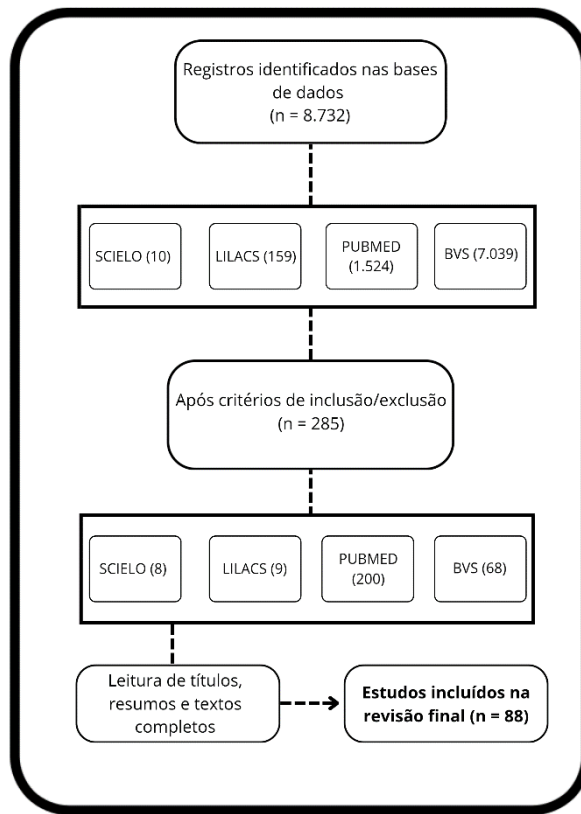 Registros identificados nas bases
de dados
(n = 8.732)
SCIELO (10)
LILACS (159)
PUBMED
(1.524)
BVS (7.039)
Após critérios de inclusão/exclusão
(n = 285)
SCIELO (8)
LILACS (9)
PUBMED
(200)
BVS (68)
Leitura de títulos,
resumos e textos
completos
Estudos incluídos na
revisão final (n = 88)